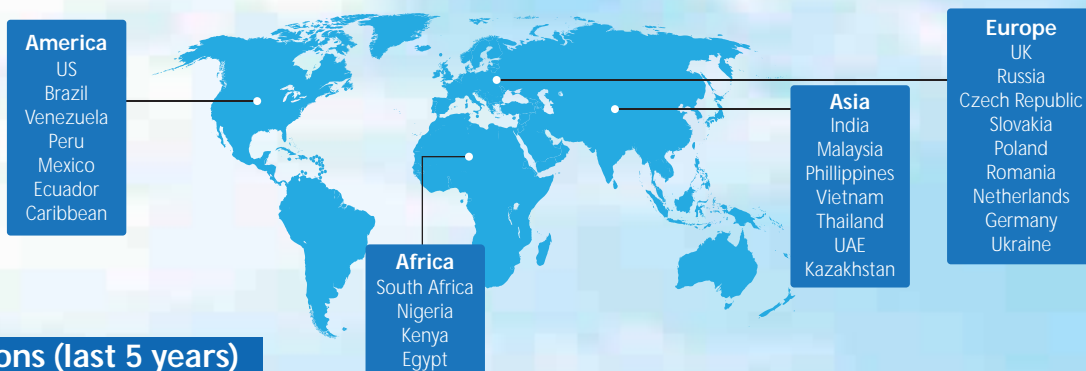 America
US
Brazil
Venezuela
Peru
Mexico
Ecuador
Caribbean
Africa
South Africa
Nigeria
Kenya
Egypt
Asia
India
Malaysia
Phillippines
Vietnam
Thailand
UAE
Kazakhstan
Europe
UK
Russia
Czech Republic
Slovakia
Poland
Romania
Netherlands
Germany
Ukraine
ons (last 5 years)